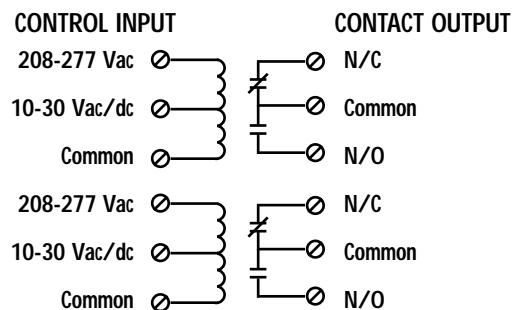 CONTROL INPUT CONTACT OUTPUT
208-277 Vac N/C
10-30 Vac/dc Common
Common N/O
208-277 Vac N/C
10-30 Vac/dc Common
Common N/O